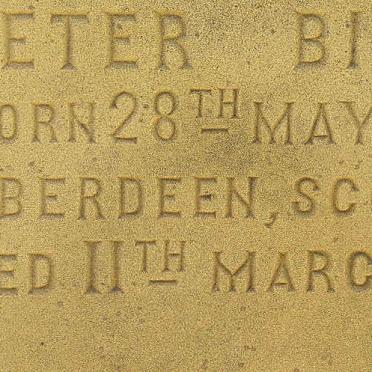 ETER BI
ORN 28TH MAY
BERDEEN, SC
ED 11TH MARC